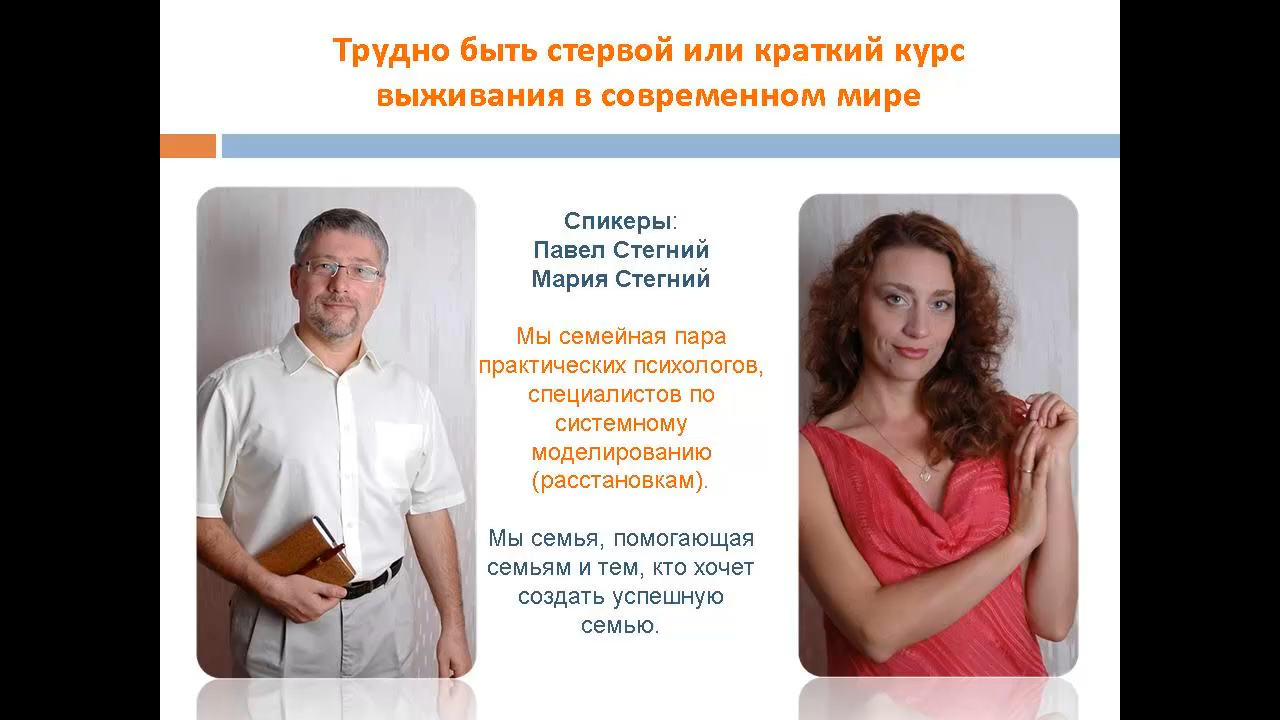 Трудно быть стервой или краткий курс
выживания в современном мире
Спикеры:
Павел Стегний
Мария Стегний
Мы семейная пара
практических психологов,
специалистов по
системному
моделированию
(расстановкам).
Мы семья, помогающая
семьям и тем, кто хочет
создать успешную
семью.